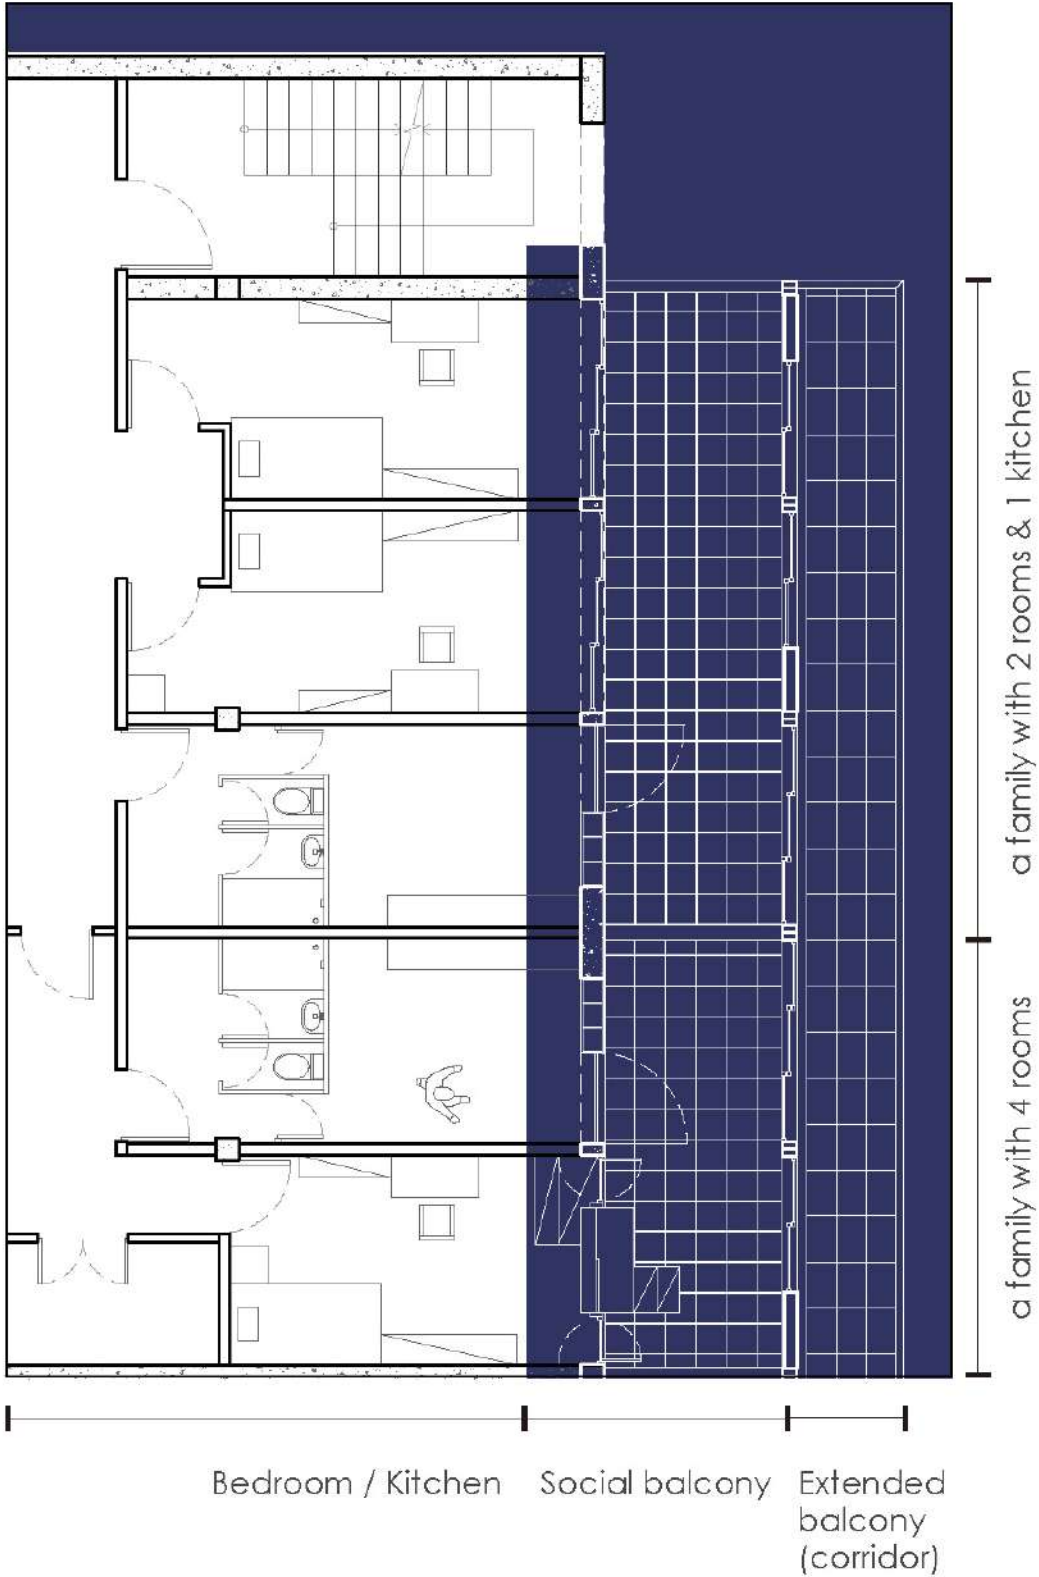 a family with 2 rooms & 1 kitchen
a family with 4 rooms
Bedroom / Kitchen
Social balcony
Extended
balcony
(corridor)